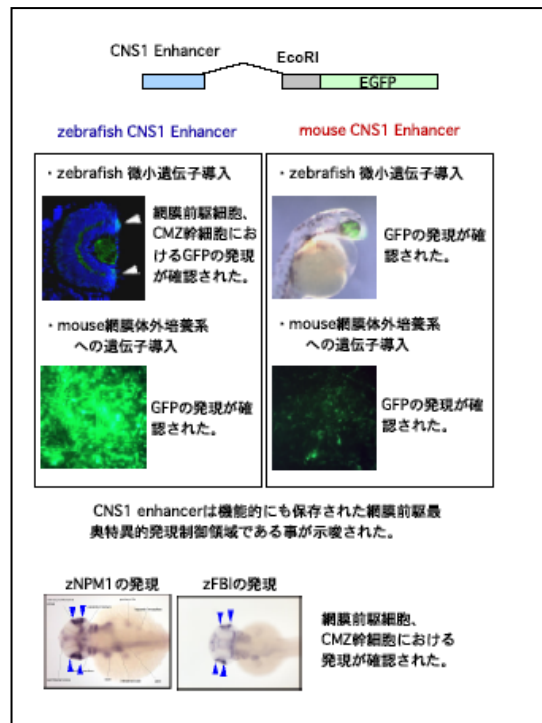 CNS1 Enhancer
EcoRI
EGFP
zebrafish CNS1 Enhancer
mouse CNS1 Enhancer
・zebrafish 微小遺伝子導入
網膜前駆細胞、
CMZ幹細胞にお
けるGFPの発現
が確認された。
・mouse網膜体外培養系
への遺伝子導入
GFPの発現が確
認された。
・zebrafish 微小遺伝子導入
GFPの発現が確
認された。
・mouse網膜体外培養系
への遺伝子導入
GFPの発現が確
認された。
CNS1 enhancerは機能的にも保存された網膜前駆最
奥特異的発現制御領域である事が示唆された。
zNPM1の発現
zFBIの発現
網膜前駆細胞、
CMZ幹細胞における
発現が確認された。